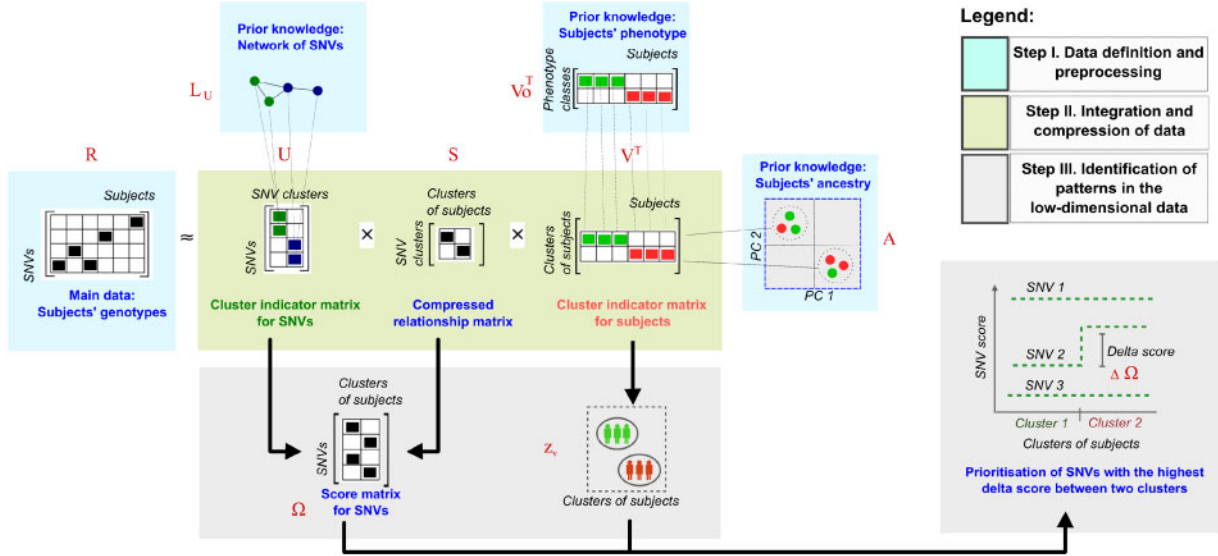 Prior knowledge:
Network of SNVs
L U
Prior knowledge:
Subjects' phenotype
Subjects
Phenotype
classes
Vo T
Legend:
Step I. Data definition and
preprocessing
Step II. Integration and
compression of data
Step III. Identification of
patterns in the
low-dimensional data
R
Subjects
SNVs
Main data:
Subjects' genotypes
≈
U
SNV clusters
SNVs
Cluster indicator matrix
for SNVs
×
S
Clusters
of subjects
SNV
clusters
Compressed
relationship matrix
×
V T
Subjects
Clusters
of subjects
Cluster indicator matrix
for subjects
Prior knowledge:
Subjects' ancestry
PC 2
PC 1
A
Clusters
of subjects
SNVs
Score matrix
for SNVs
Ω
Z v
Clusters of subjects
SNV 1
SNV score
SNV 2
Delta score
Δ Ω
SNV 3
Cluster 1
Cluster 2
Clusters of subjects
Prioritisation of SNVs with the highest
delta score between two clusters